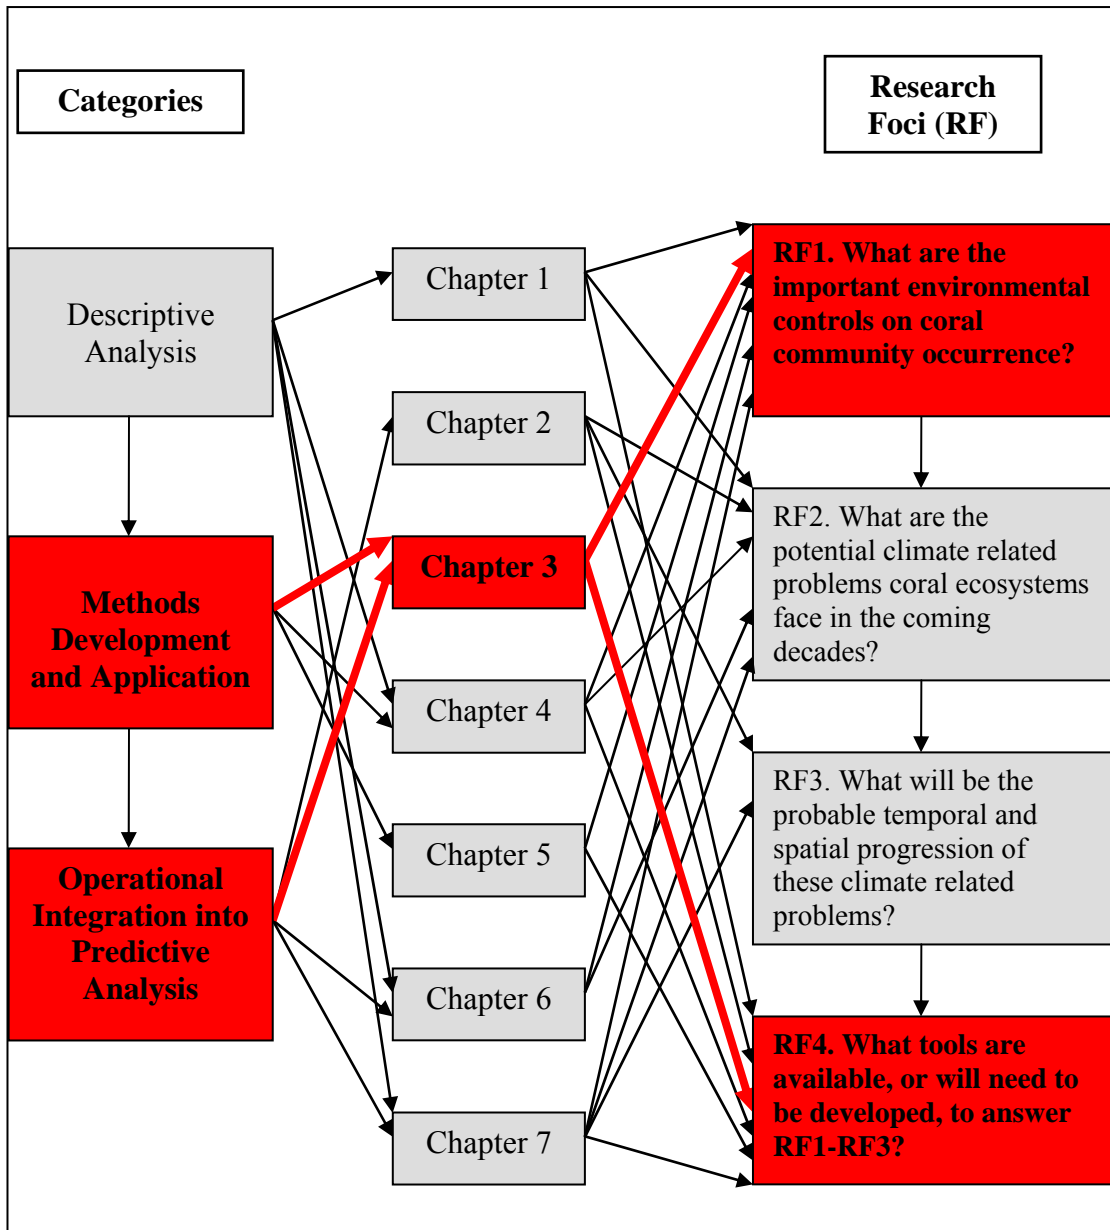 Categories
Research
Foci (RF)
Descriptive
Analysis
Methods
Development
and Application
Operational
Integration into
Predictive
Analysis
Chapter 1
Chapter 2
Chapter 3
Chapter 4
Chapter 5
Chapter 6
Chapter 7
RF1. What are the
important environmental
controls on coral
community occurrence?
RF2. What are the
potential climate related
problems coral ecosystems
face in the coming
decades?
RF3. What will be the
probable temporal and
spatial progression of
these climate related
problems?
RF4. What tools are
available, or will need to
be developed, to answer
RF1-RF3?